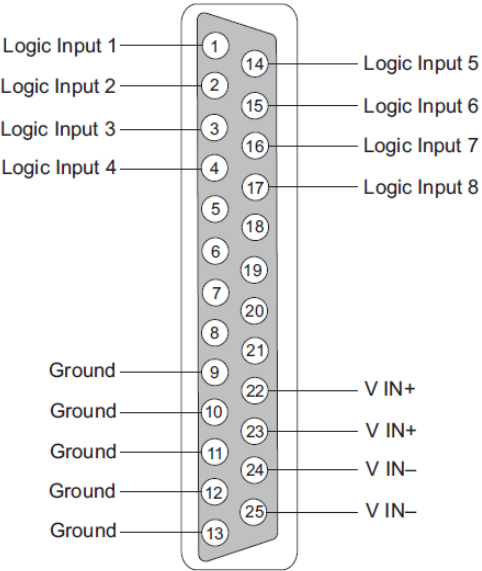 Logic Input 1
1
14
Logic Input 5
Logic Input 2
2
15
Logic Input 6
Logic Input 3
3
16
Logic Input 7
Logic Input 4
4
17
Logic Input 8
5
18
6
19
7
20
8
21
Ground
9
22
V IN+
Ground
10
23
V IN+
Ground
11
24
V IN–
Ground
12
25
V IN–
Ground
13